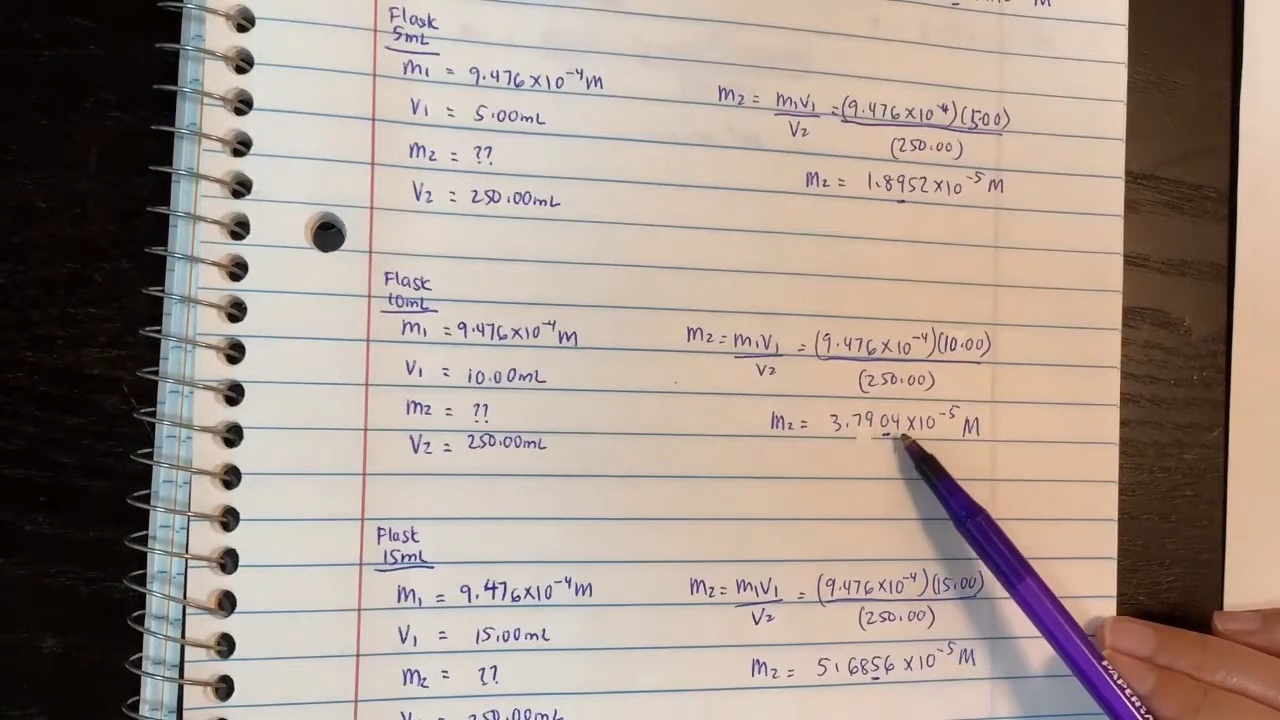 M
Flask
5mL
M1 = 9.476x10^-4 M
V1 = 5.00mL
M2 = ??
V2 = 250.00mL
M2 = M1V1 / V2 = (9.476x10^-4)(5.00) / (250.00)
M2 = 1.8952x10^-5 M
Flask
10mL
M1 = 9.476x10^-4 M
V1 = 10.00mL
M2 = ??
V2 = 250.00mL
M2 = M1V1 / V2 = (9.476x10^-4)(10.00) / (250.00)
M2 = 3.7904x10^-5 M
Flask
15mL
M1 = 9.476x10^-4 M
V1 = 15.00mL
M2 = ??
V2 = 250.00mL
M2 = M1V1 / V2 = (9.476x10^-4)(15.00) / (250.00)
M2 = 5.6856x10^-5 M